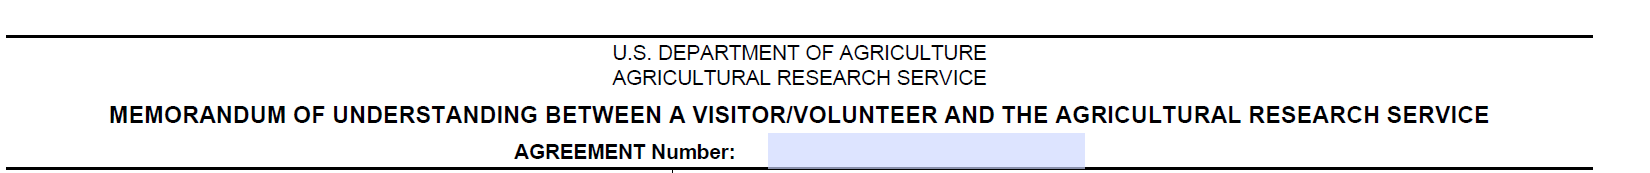 U.S. DEPARTMENT OF AGRICULTURE
AGRICULTURAL RESEARCH SERVICE
MEMORANDUM OF UNDERSTANDING BETWEEN A VISITOR/VOLUNTEER AND THE AGRICULTURAL RESEARCH SERVICE
AGREEMENT Number: